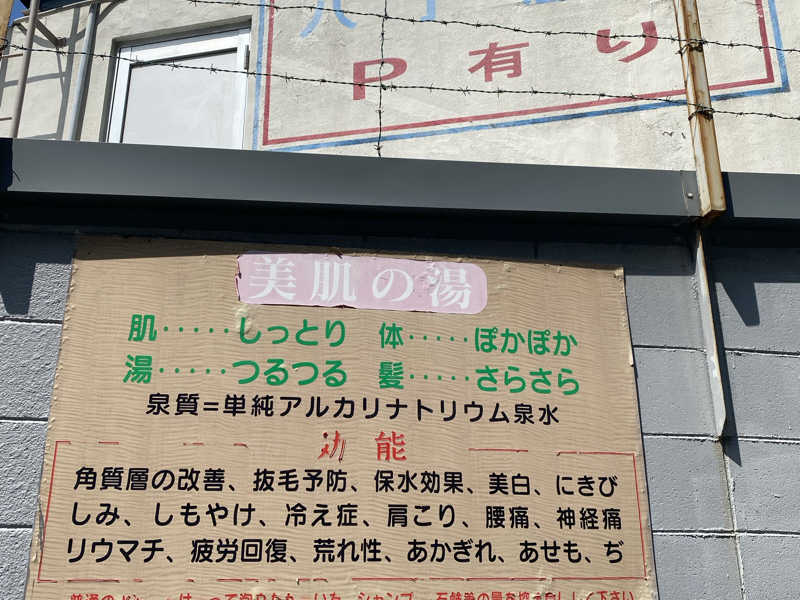 P有り
美肌の湯
肌‥‥‥しっとり 体‥‥‥ぽかぽか
湯‥‥‥つるつる 髪‥‥‥さらさら
泉質=単純アルカリナトリウム泉水
効能
角質層の改善、抜毛予防、保水効果、美白、にきび
しみ、しもやけ、冷え症、肩こり、腰痛、神経痛
リウマチ、疲労回復、荒れ性、あかぎれ、あせも、ぢ